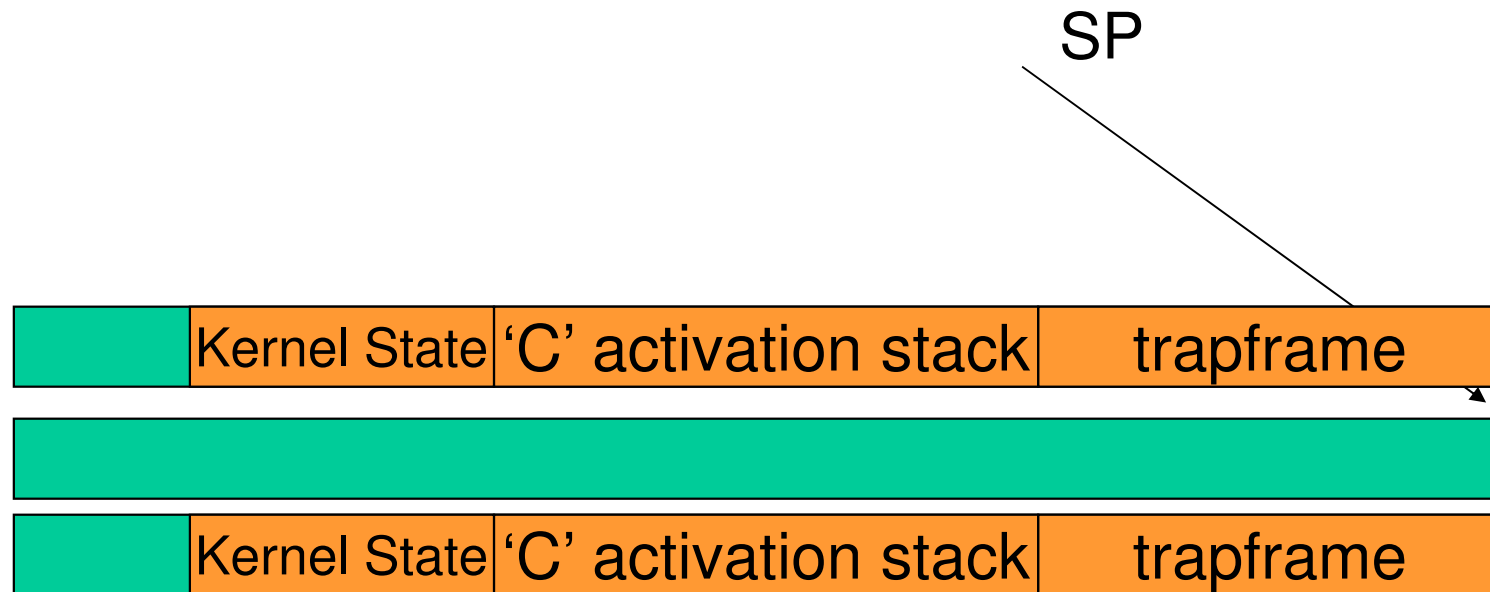 SP
Kernel State ‘C’ activation stack trapframe
Kernel State ‘C’ activation stack trapframe